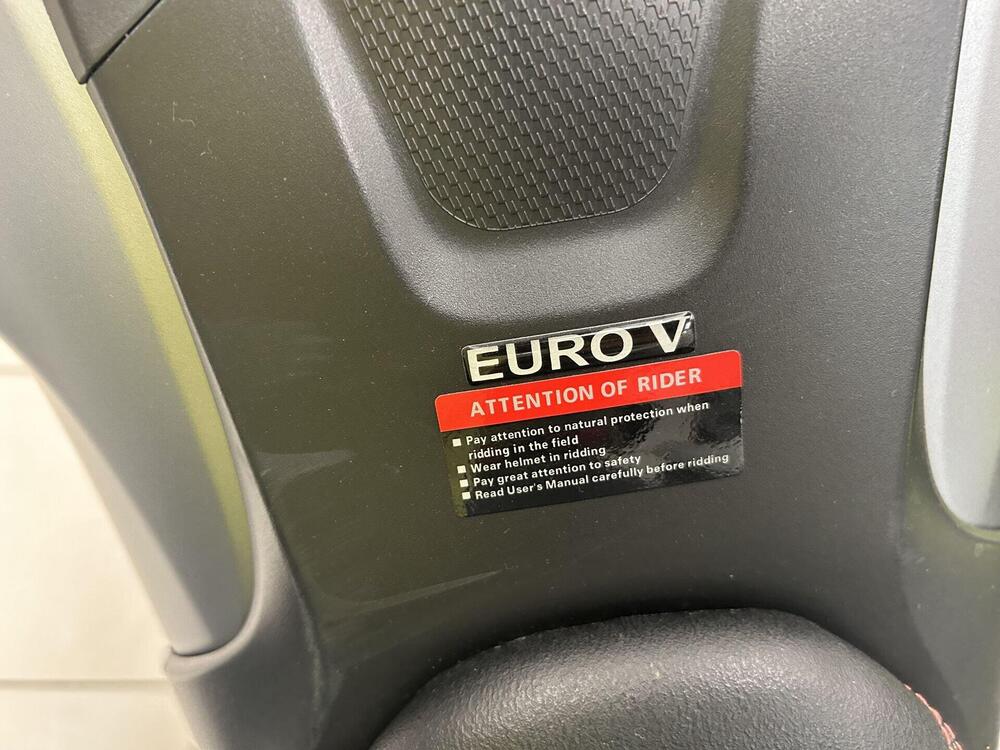 EURO V
ATTENTION OF RIDER
■ Pay attention to natural protection when
ridding in the field
■ Wear helmet in ridding
■ Pay great attention to safety
■ Read User's Manual carefully before ridding